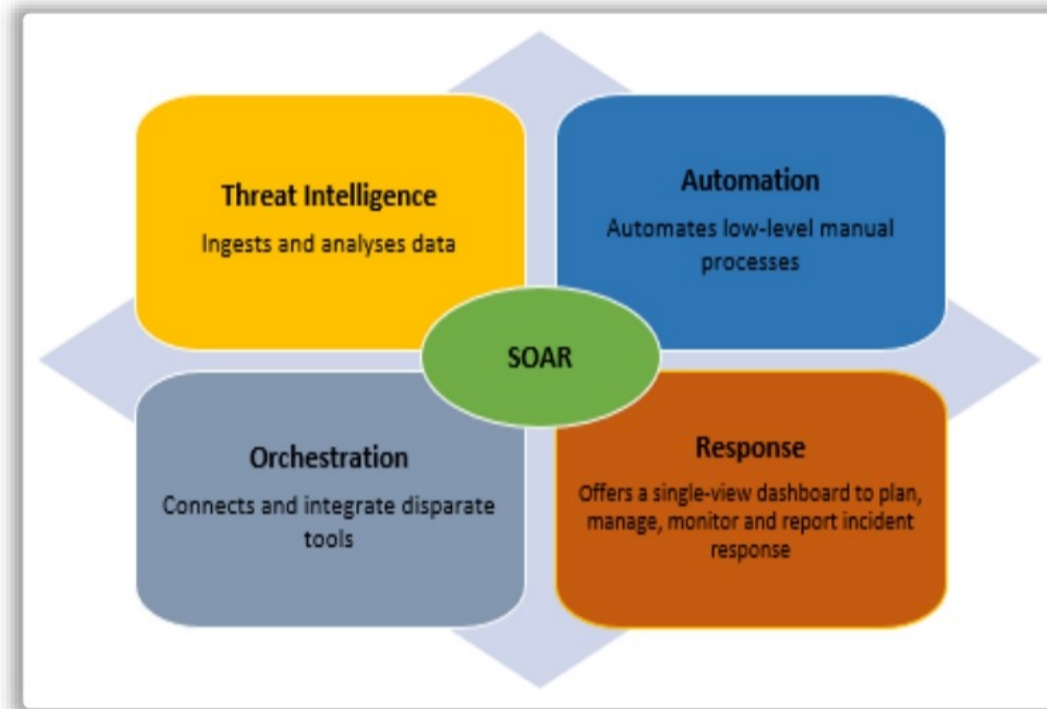 Threat Intelligence
Ingests and analyses data
Automation
Automates low-level manual
processes
SOAR
Orchestration
Connects and integrate disparate
tools
Response
Offers a single-view dashboard to plan,
manage, monitor and report incident
response